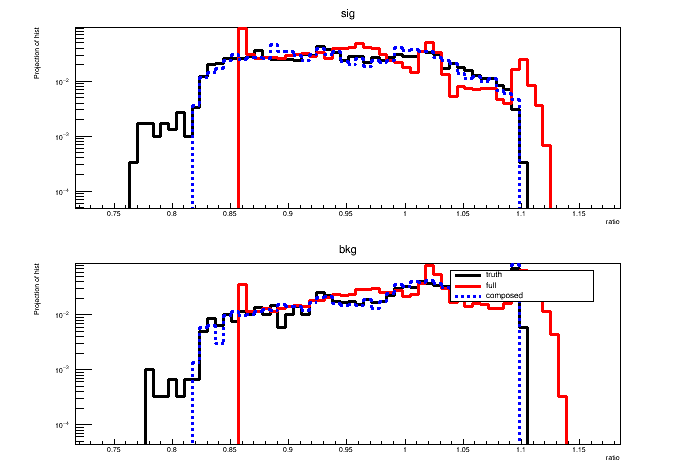 sig
Proportion of hist
10⁻²
10⁻³
10⁻⁴
0.75 0.8 0.85 0.9 0.95 1 1.05 1.1 1.15
ratio
bkg
Proportion of hist
truth
full
composed
10⁻²
10⁻³
10⁻⁴
0.75 0.8 0.85 0.9 0.95 1 1.05 1.1 1.15
ratio